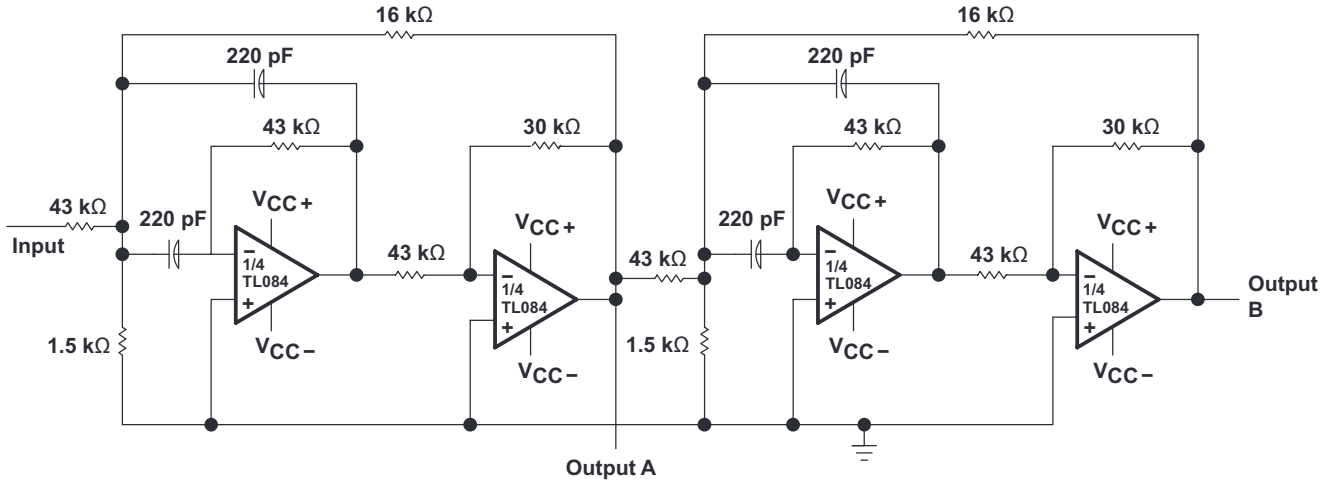 16 kΩ
16 kΩ
220 pF
220 pF
43 kΩ
30 kΩ
43 kΩ
30 kΩ
43 kΩ
Input
220 pF
VCC+
−
1/4
TL084
+
VCC−
43 kΩ
VCC+
−
1/4
TL084
+
VCC−
43 kΩ
220 pF
VCC+
−
1/4
TL084
+
VCC−
43 kΩ
VCC+
−
1/4
TL084
+
VCC−
Output
B
1.5 kΩ
1.5 kΩ
Output A